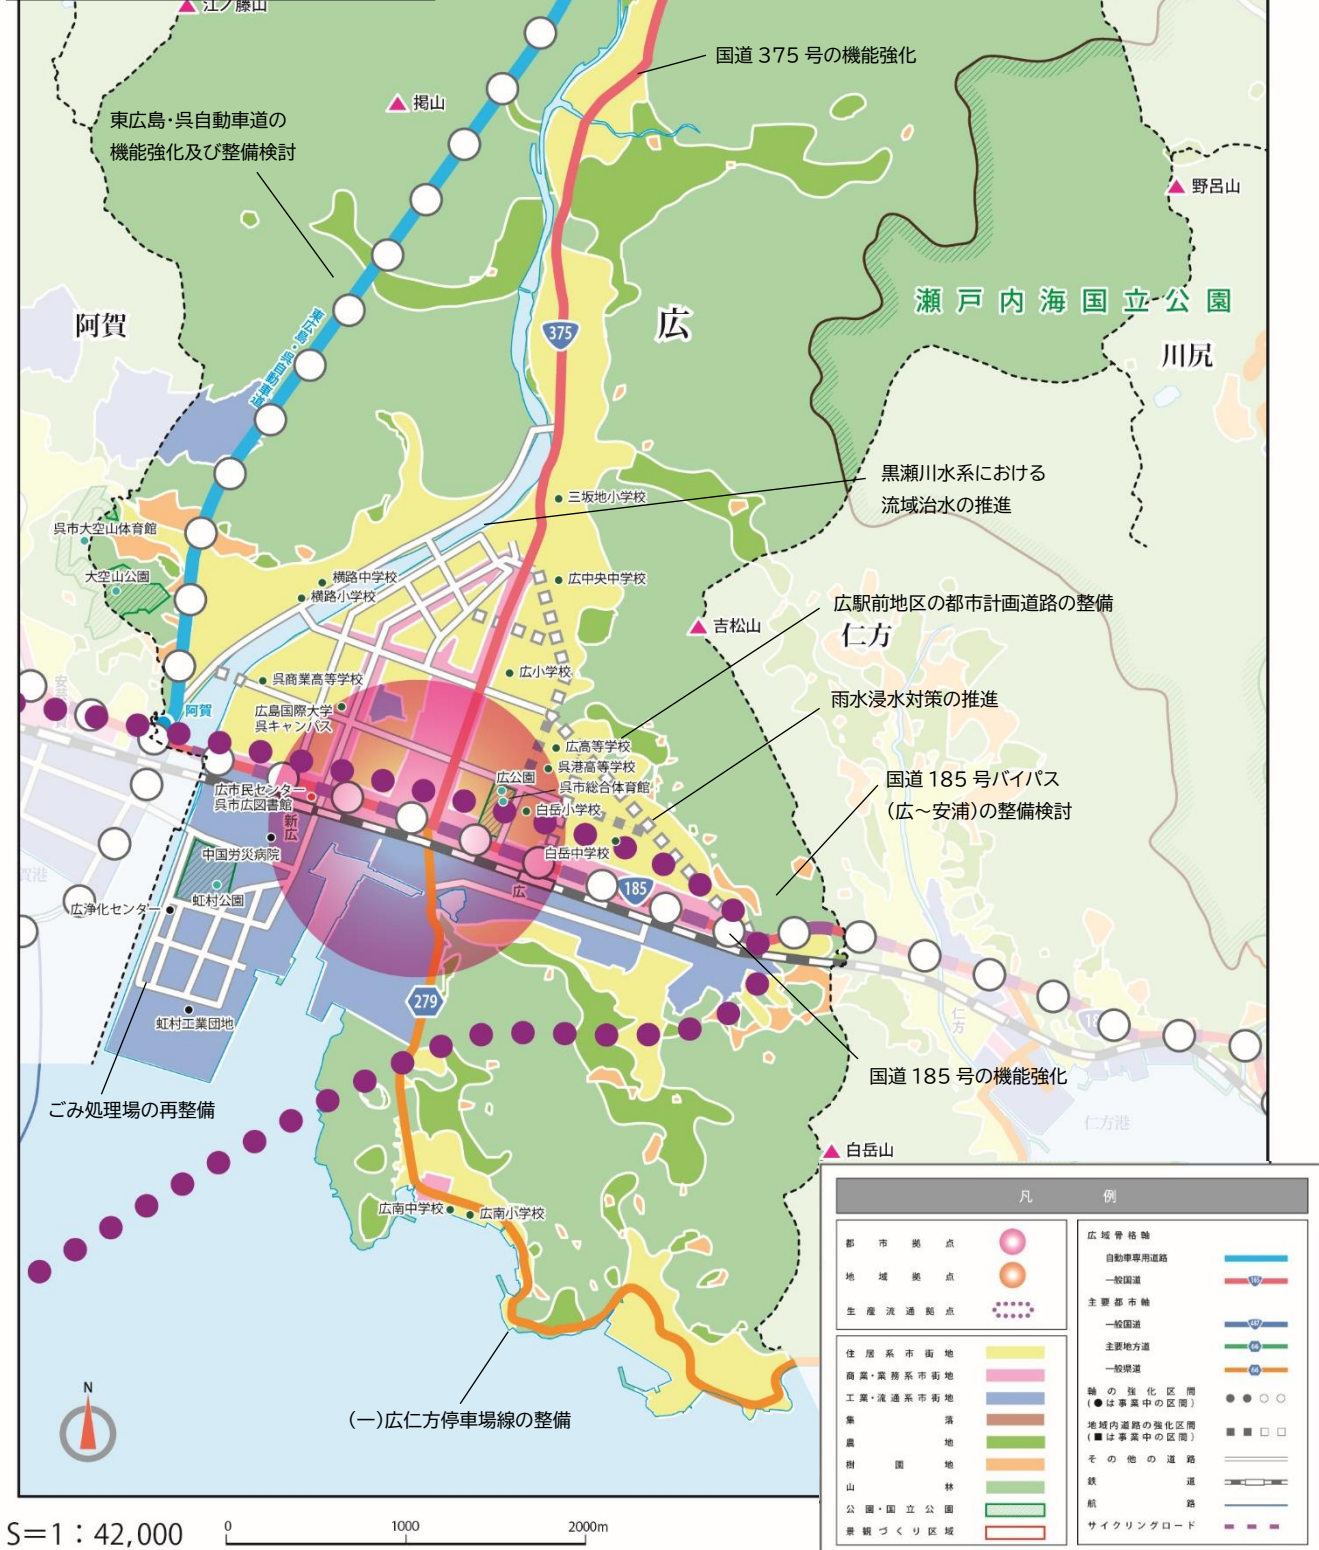 江ノ藤山
国道375号の機能強化
掲山
東広島・呉自動車道の
機能強化及び整備検討
野呂山
瀬戸内海国立公園
阿賀
広
375
東広島・呉自動車道
川尻
黒瀬川水系における
流域治水の推進
三坂地小学校
呉市大空山体育館
大空山公園
横路中学校
横路小学校
広中央中学校
広駅前地区の都市計画道路の整備
吉松山
仁方
広小学校
呉商業高等学校
広島国際大学
呉キャンパス
阿賀
雨水浸水対策の推進
広高等学校
呉港高等学校
広公園
呉市総合体育館
国道185号バイパス
(広～安浦)の整備検討
広市民センター
呉市広図書館
白岳小学校
新広
中国労災病院
白岳中学校
広
185
虹村公園
広浄化センター
279
虹村工業団地
仁方
国道185号の機能強化
ごみ処理場の再整備
仁方港
白岳山
広南中学校
広南小学校
(一)広仁方停車場線の整備
N
S＝1：42,000
0 1000 2000m
凡例
都市拠点
地域拠点
生産流通拠点
住居系市街地
商業・業務系市街地
工業・流通系市街地
集落
農地
樹園地
山林
公園・国立公園
景観づくり区域
広域骨格軸
自動車専用道路
一般国道
185
主要都市軸
一般国道
487
主要地方道
66
一般県道
66
軸の強化区間
(●は事業中の区間)
地域内道路の強化区間
(■は事業中の区間)
その他の道路
鉄道
航路
サイクリングロード